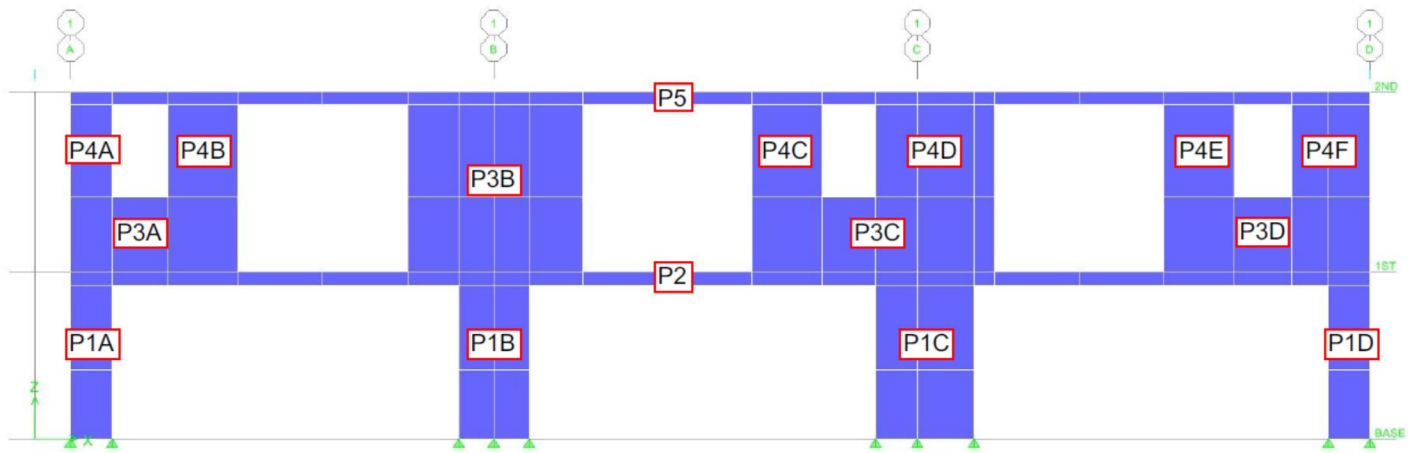 1 1 1 1
A B C D
2ND
P5
P4A P4B P4C P4D P4E P4F
P3B
P3A P3C P3D
1ST
P2
P1A P1B P1C P1D
Z
X
BASE